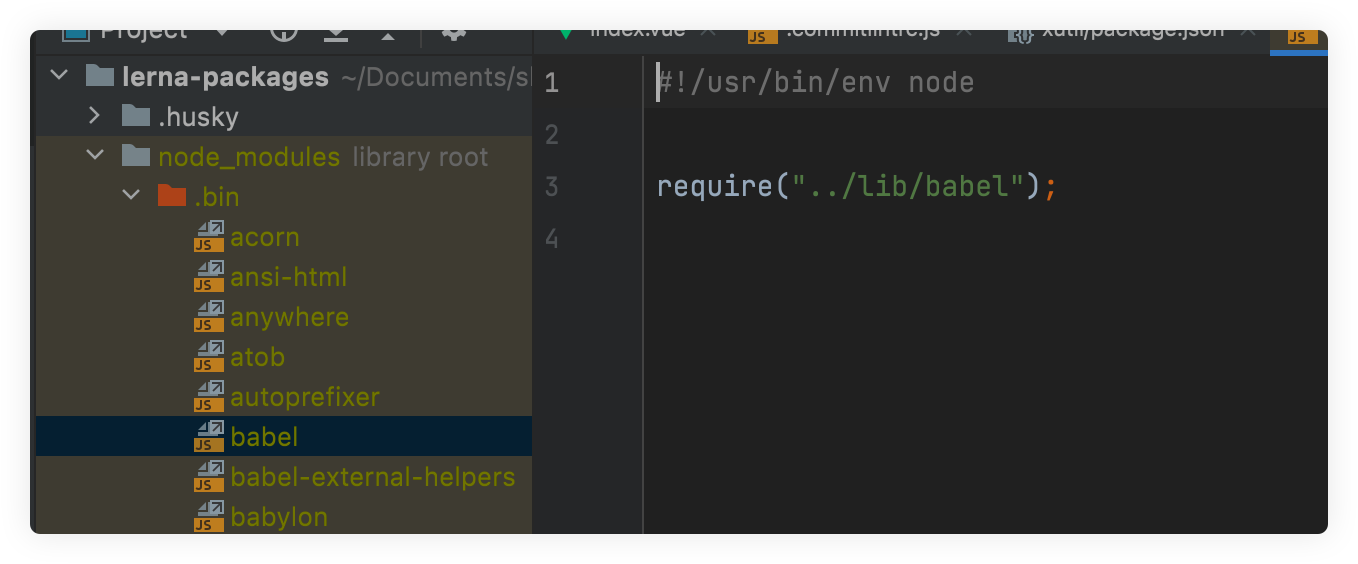 Project
index.vue
.commitlintrc.js
xutil/package.json
JS
JS
lerna-packages ~/Documents/sl
.husky
node_modules library root
.bin
JS acorn
JS ansi-html
JS anywhere
JS atob
JS autoprefixer
JS babel
JS babel-external-helpers
JS babylon
1 #!/usr/bin/env node
2
3 require("../lib/babel");
4